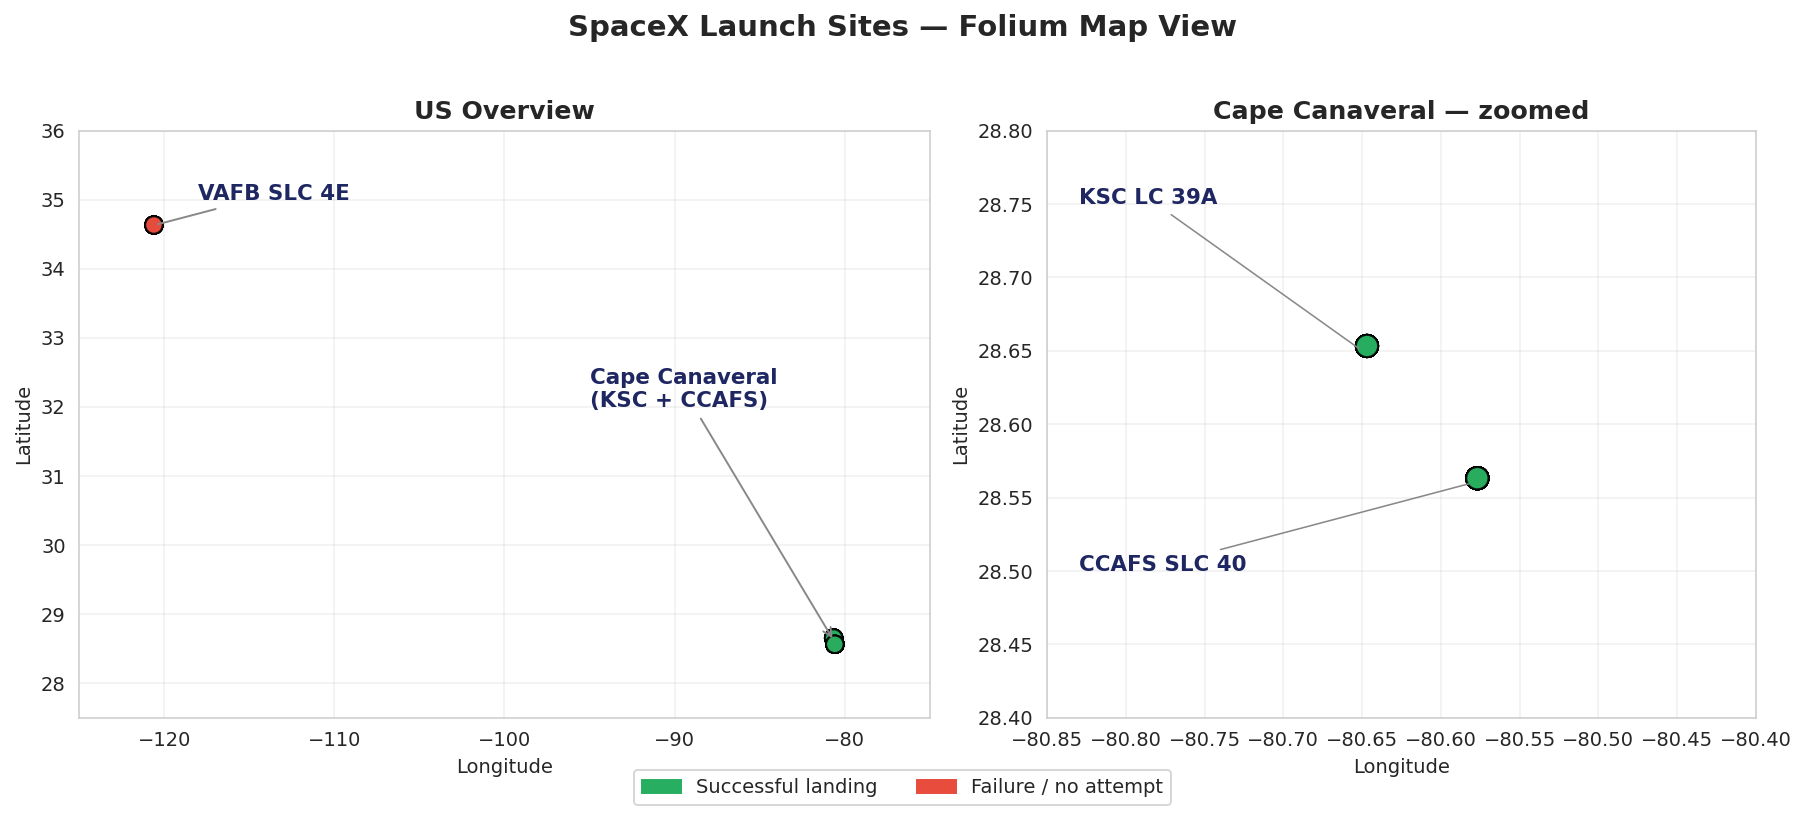 SpaceX Launch Sites — Folium Map View
US Overview
36
35
34
33
32
31
30
29
28
Latitude
VAFB SLC 4E
Cape Canaveral
(KSC + CCAFS)
−120
−110
−100
−90
−80
Longitude
Cape Canaveral — zoomed
28.80
28.75
28.70
28.65
28.60
28.55
28.50
28.45
28.40
Latitude
KSC LC 39A
CCAFS SLC 40
−80.85
−80.80
−80.75
−80.70
−80.65
−80.60
−80.55
−80.50
−80.45
−80.40
Longitude
Successful landing
Failure / no attempt